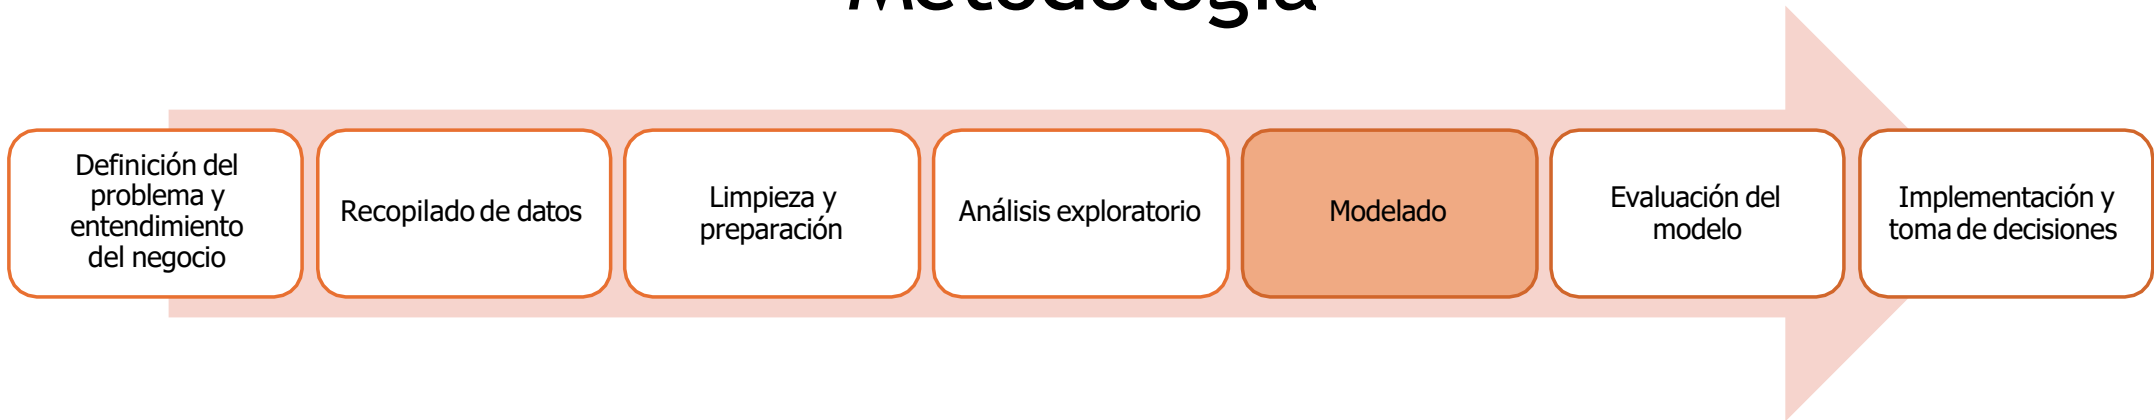 Metodología
Definición del
problema y
entendimiento
del negocio
Recopilado de datos
Limpieza y
preparación
Análisis exploratorio
Modelado
Evaluación del
modelo
Implementación y
toma de decisiones